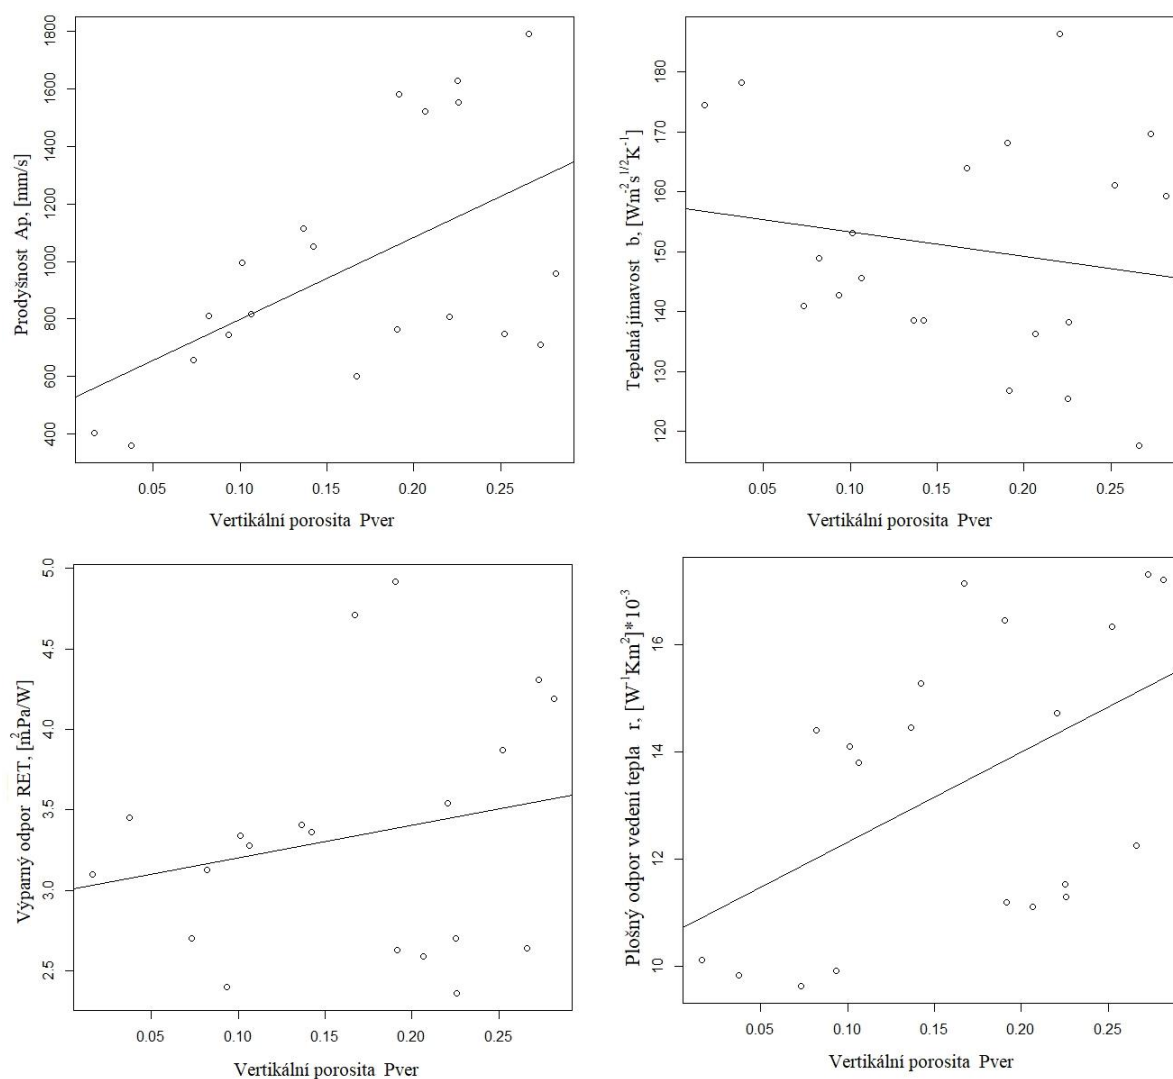 Prodyšnost Ap, [mm/s]
1800
1600
1400
1200
1000
800
600
400
0.05 0.10 0.15 0.20 0.25
Vertikální porosita Pver
Tepelná jímavost b, [Wm⁻²s¹ᐟ²K⁻¹]
180
170
160
150
140
130
120
0.05 0.10 0.15 0.20 0.25
Vertikální porosita Pver
Výparný odpor RET, [m²Pa/W]
5.0
4.5
4.0
3.5
3.0
2.5
0.05 0.10 0.15 0.20 0.25
Vertikální porosita Pver
Plošný odpor vedení tepla r, [W⁻¹Km²]*10⁻³
16
14
12
10
0.05 0.10 0.15 0.20 0.25
Vertikální porosita Pver